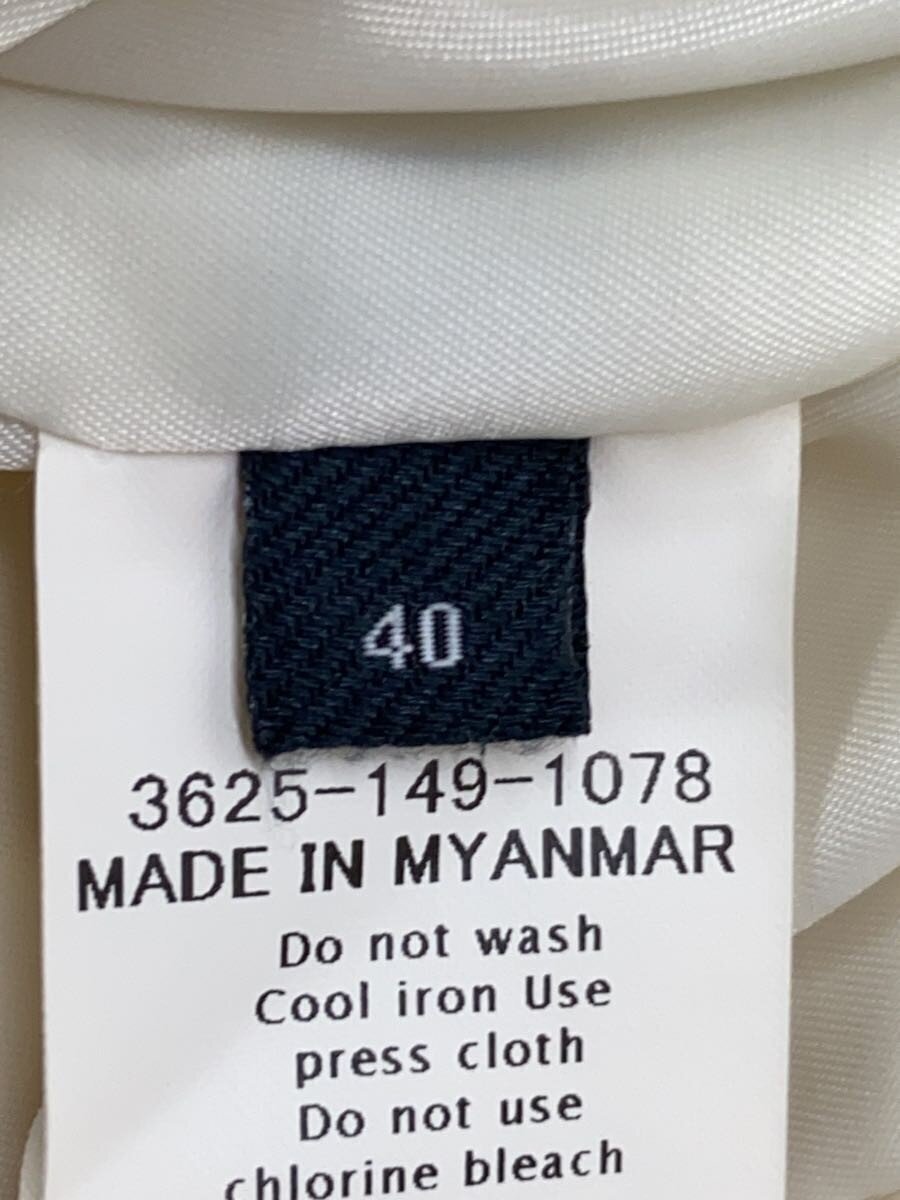 40
3625-149-1078
MADE IN MYANMAR
Do not wash
Cool iron Use
press cloth
Do not use
chlorine bleach